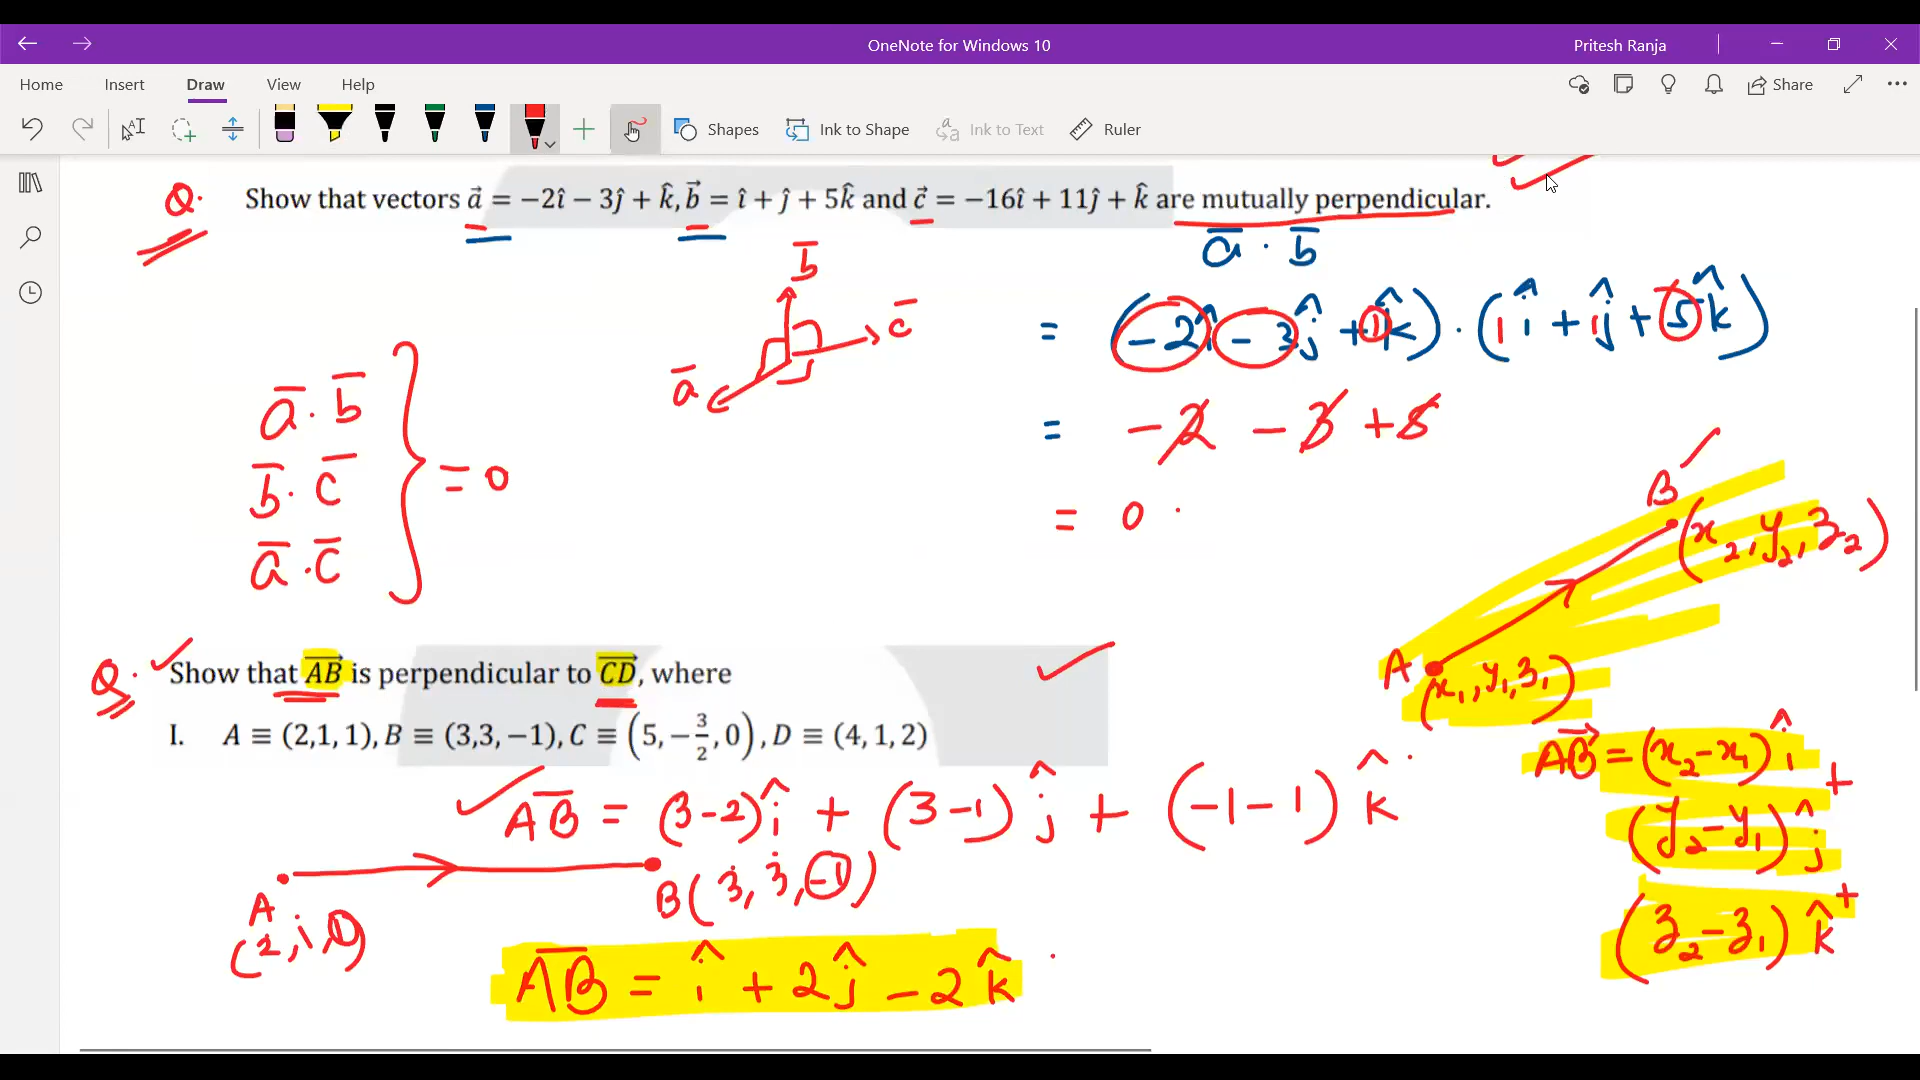 OneNote for Windows 10
Pritesh Ranja
Home Insert Draw View Help
Share
Shapes Ink to Shape Ink to Text Ruler
Q. Show that vectors a⃗ = −2î − 3ĵ + k̂, b⃗ = î + ĵ + 5k̂ and c⃗ = −16î + 11ĵ + k̂ are mutually perpendicular.
a̅ · b̅
b̅
c̅
a̅
= (−2î − 3ĵ + 1k̂) · (1î + 1ĵ + 5k̂)
a̅ · b̅
b̅ · c̅
a̅ · c̅
} = 0
= −2 − 3 + 5
= 0 ·
B
(x₂, y₂, z₂)
A
(x₁, y₁, z₁)
Q. Show that A͞B⃗ is perpendicular to C͞D⃗, where
I. A ≡ (2,1, 1), B ≡ (3,3, −1), C ≡ (5, −3/2, 0), D ≡ (4, 1, 2)
A̅B̅ = (3−2)î + (3−1)ĵ + (−1−1)k̂
A
(2, 1, 1)
B(3, 3, −1)
A̅B̅ = î + 2ĵ − 2k̂
AB⃗ = (x₂−x₁)î +
(y₂−y₁)ĵ +
(z₂−z₁)k̂